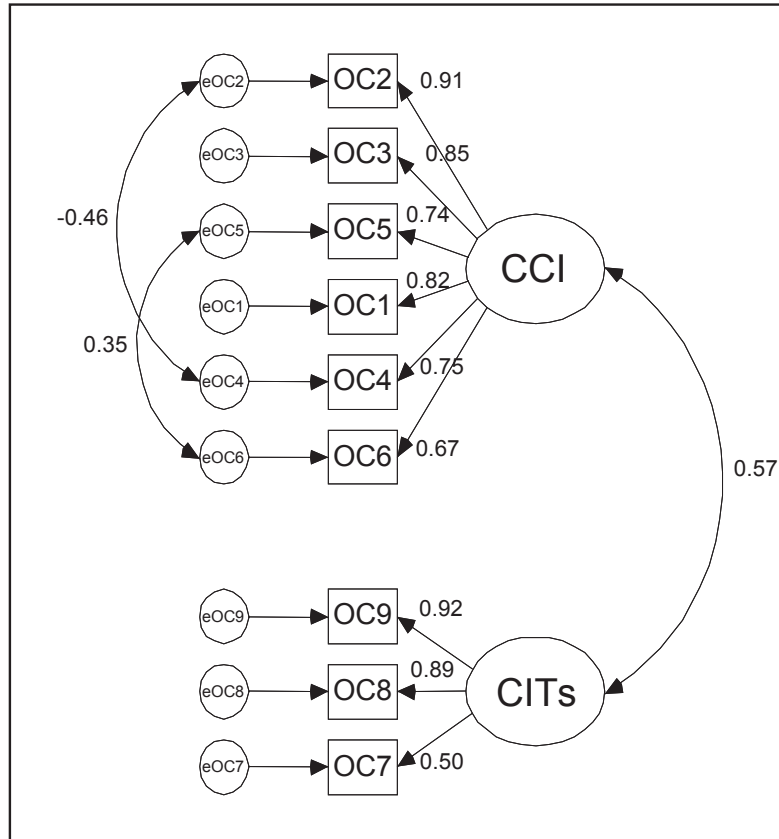 eOC2 OC2 0.91
eOC3 OC3 0.85
-0.46
eOC5 OC5 0.74
CCI
eOC1 OC1 0.82
0.35
eOC4 OC4 0.75
eOC6 OC6 0.67
0.57
eOC9 OC9 0.92
eOC8 OC8 0.89
CITs
eOC7 OC7 0.50